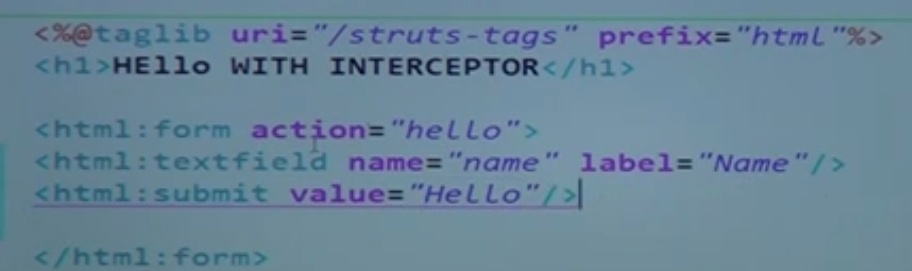 <%@taglib uri="/struts-tags" prefix="html"%>
<h1>HEllo WITH INTERCEPTOR</h1>
<html:form action="hello">
<html:textfield name="name" label="Name"/>
<html:submit value="Hello"/>
</html:form>